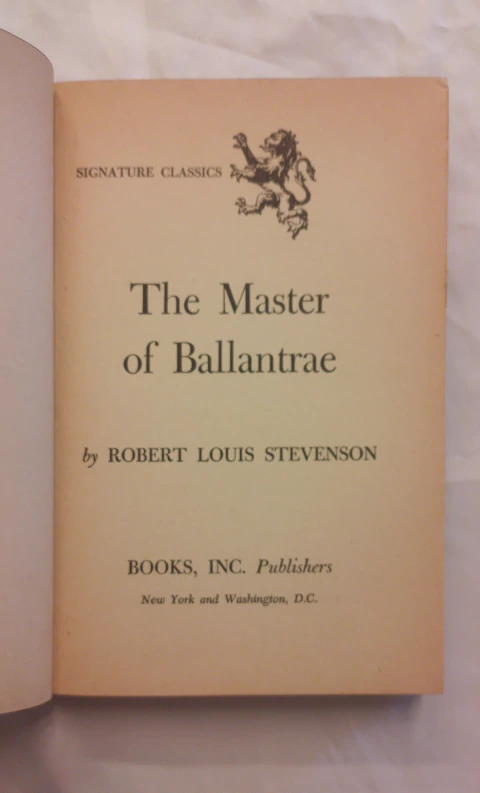 SIGNATURE CLASSICS
The Master
of Ballantrae
by ROBERT LOUIS STEVENSON
BOOKS, INC. Publishers
New York and Washington, D.C.